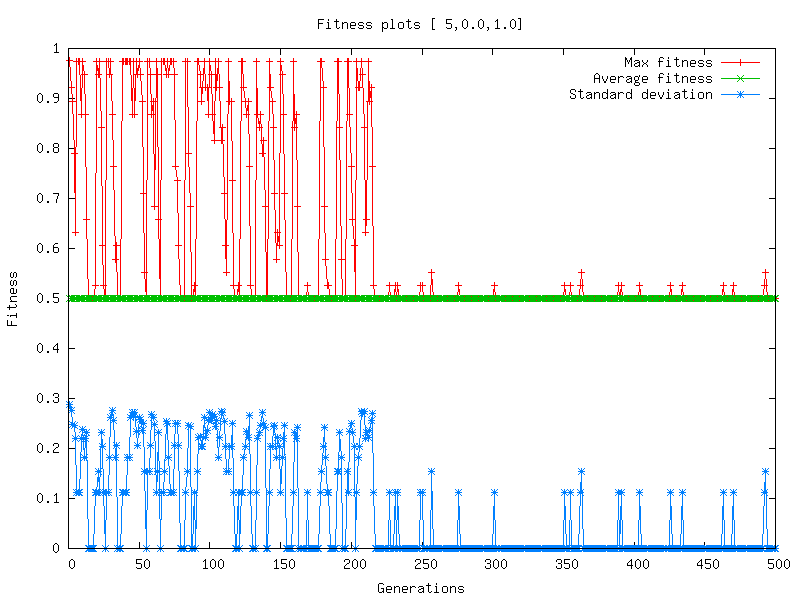 Fitness plots [ 5,0.0,1.0]
Max fitness
Average fitness
Standard deviation
1
0.9
0.8
0.7
0.6
0.5
0.4
0.3
0.2
0.1
0
Fitness
0 50 100 150 200 250 300 350 400 450 500
Generations